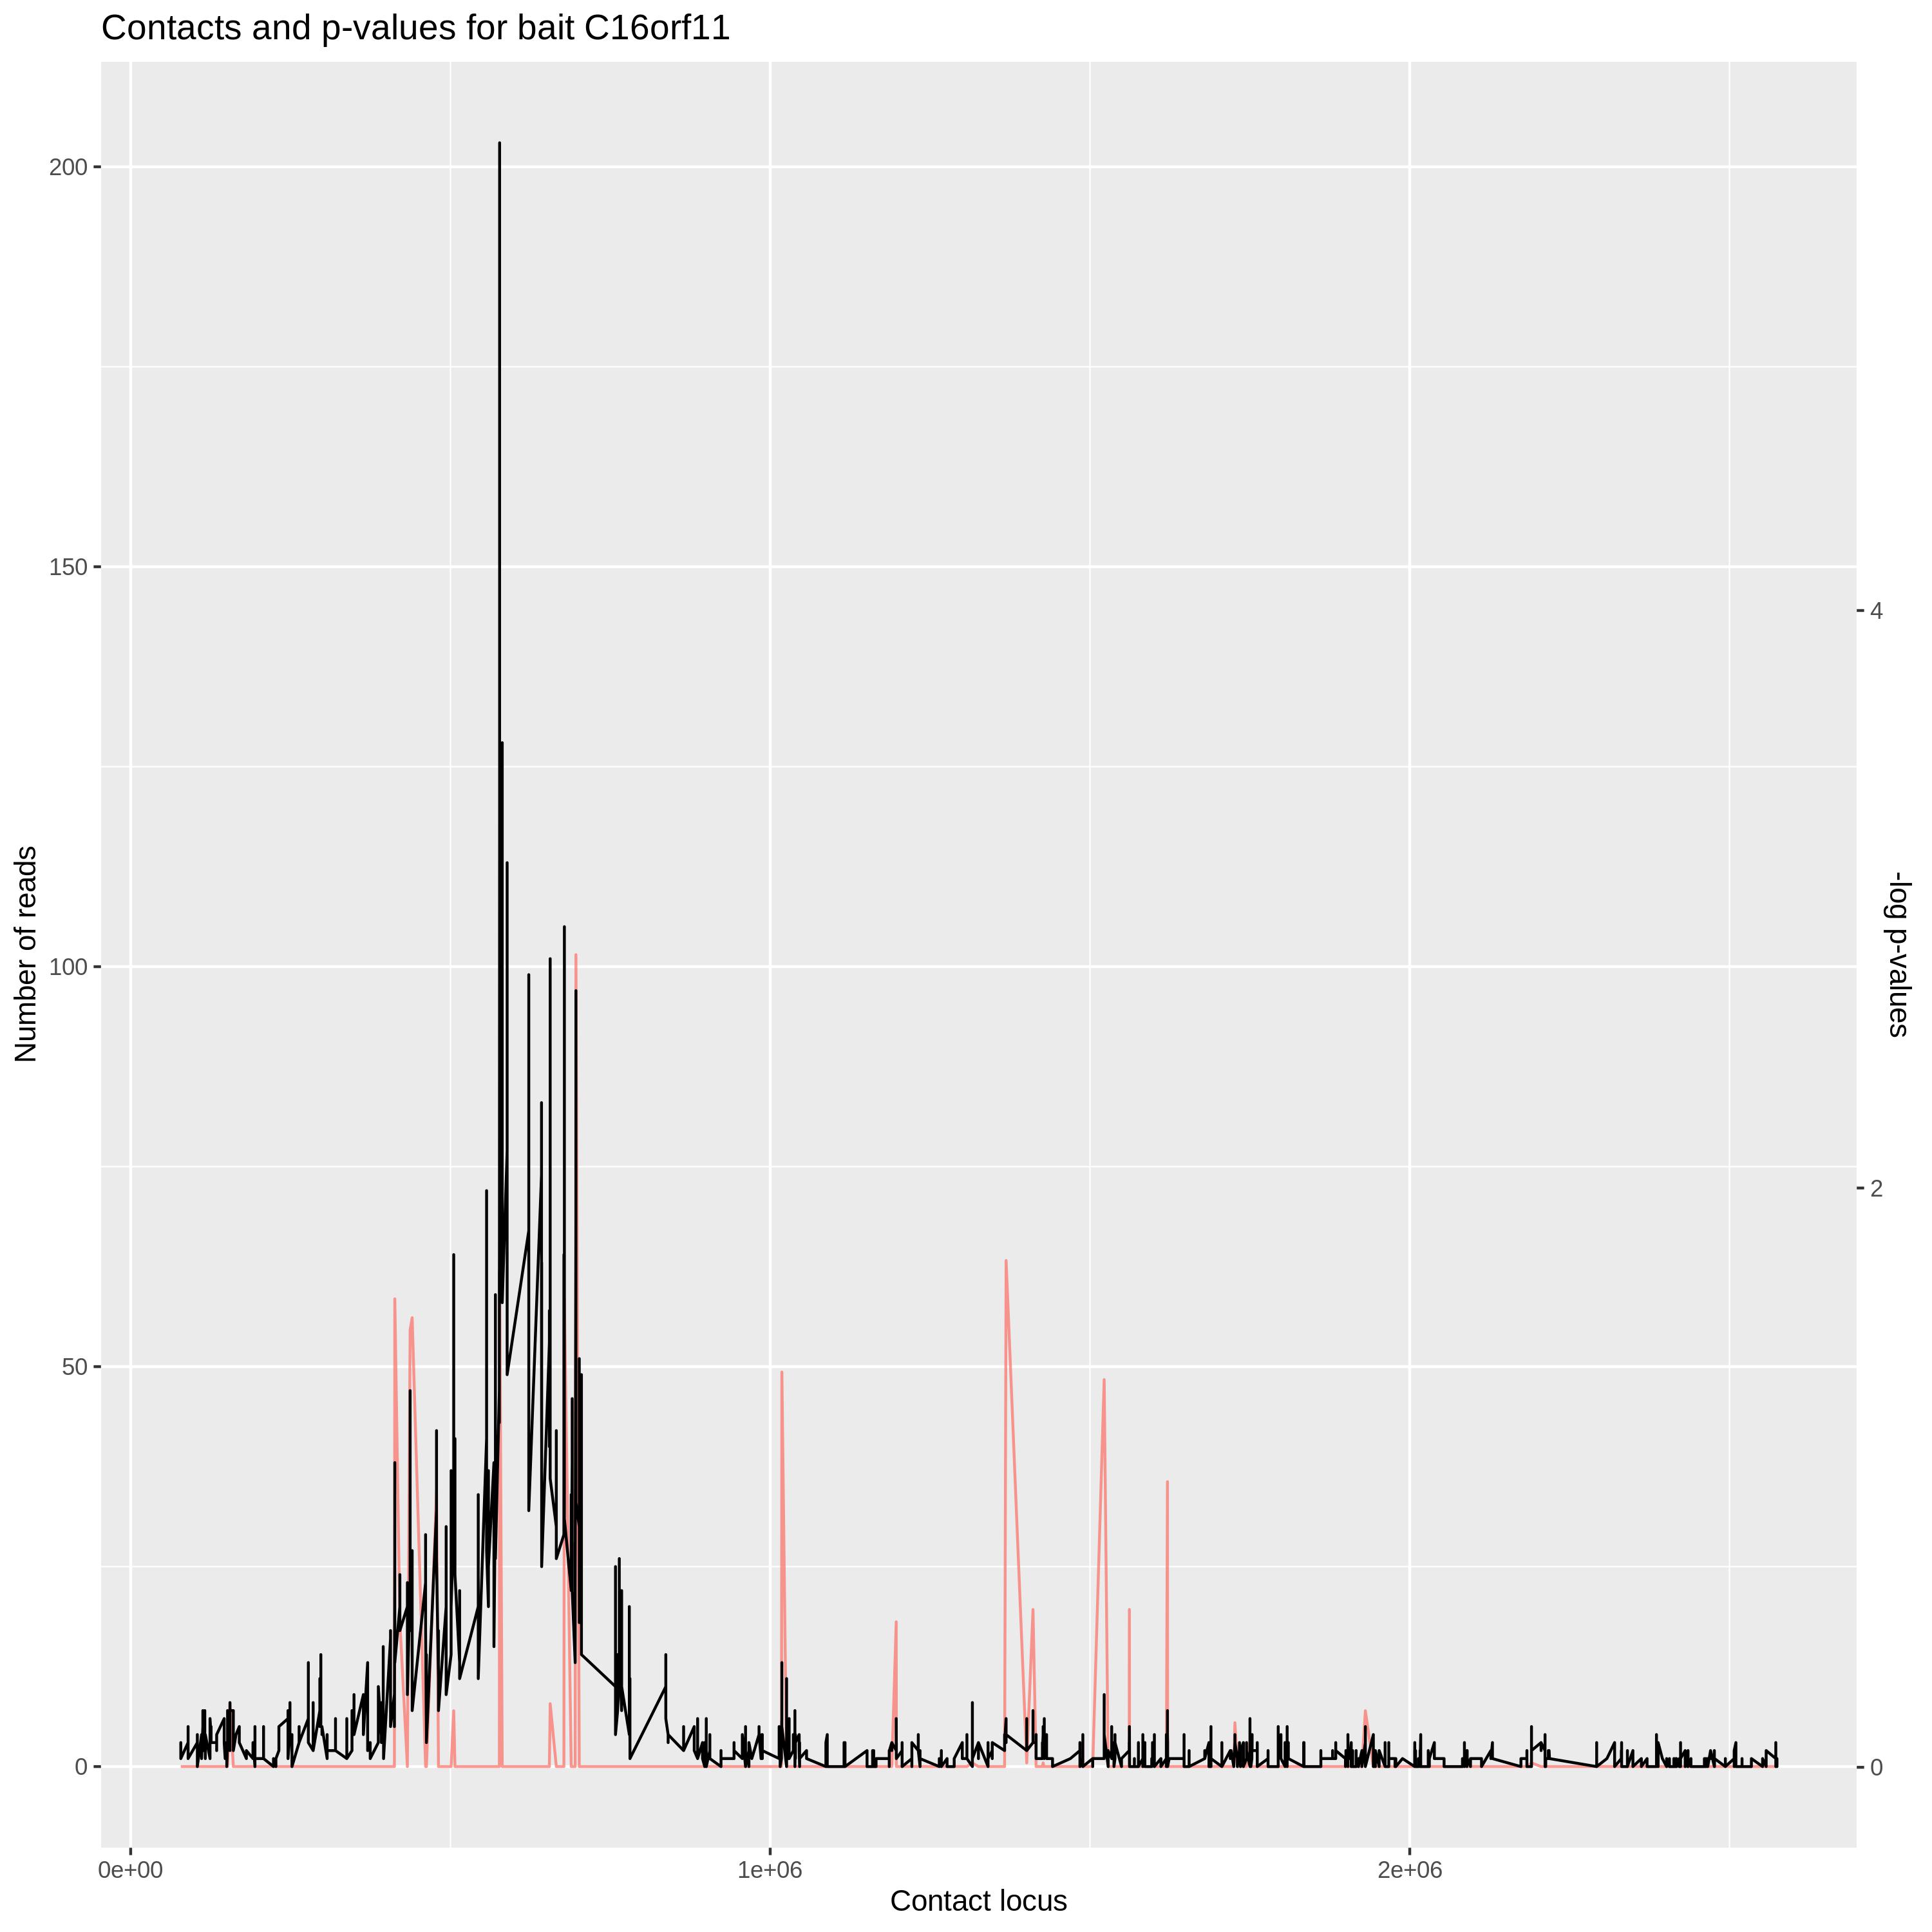 Contacts and p-values for bait C16orf11
200
150
100
50
0
Number of reads
4
2
0
-log p-values
0e+00
1e+06
2e+06
Contact locus